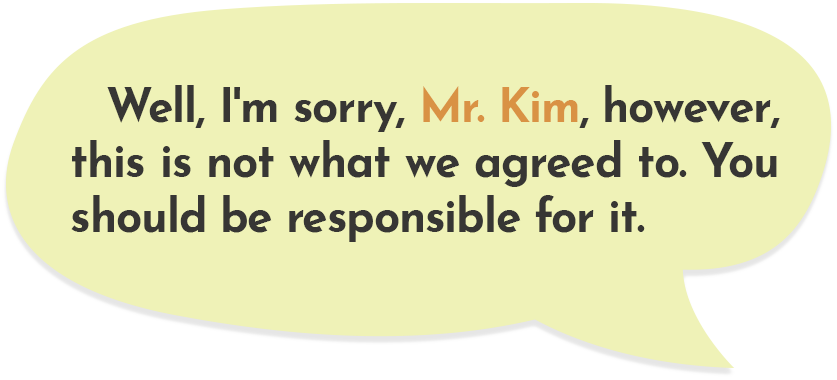 Well, I'm sorry, Mr. Kim, however,
this is not what we agreed to. You
should be responsible for it.